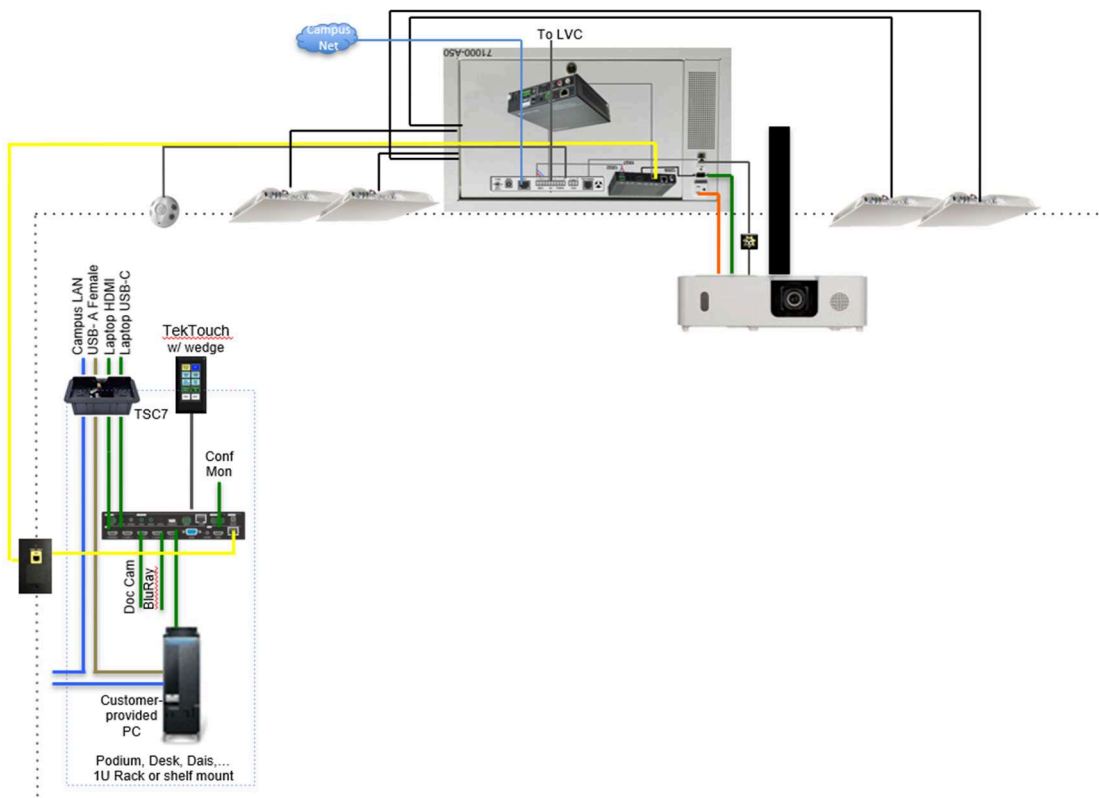 Campus
Net
To LVC
71000-A50
Campus LAN
USB- A Female
Laptop HDMI
Laptop USB-C
TekTouch
w/ wedge
TSC7
Conf
Mon
Doc Cam
BluRay
Customer-
provided
PC
Podium, Desk, Dais,...
1U Rack or shelf mount